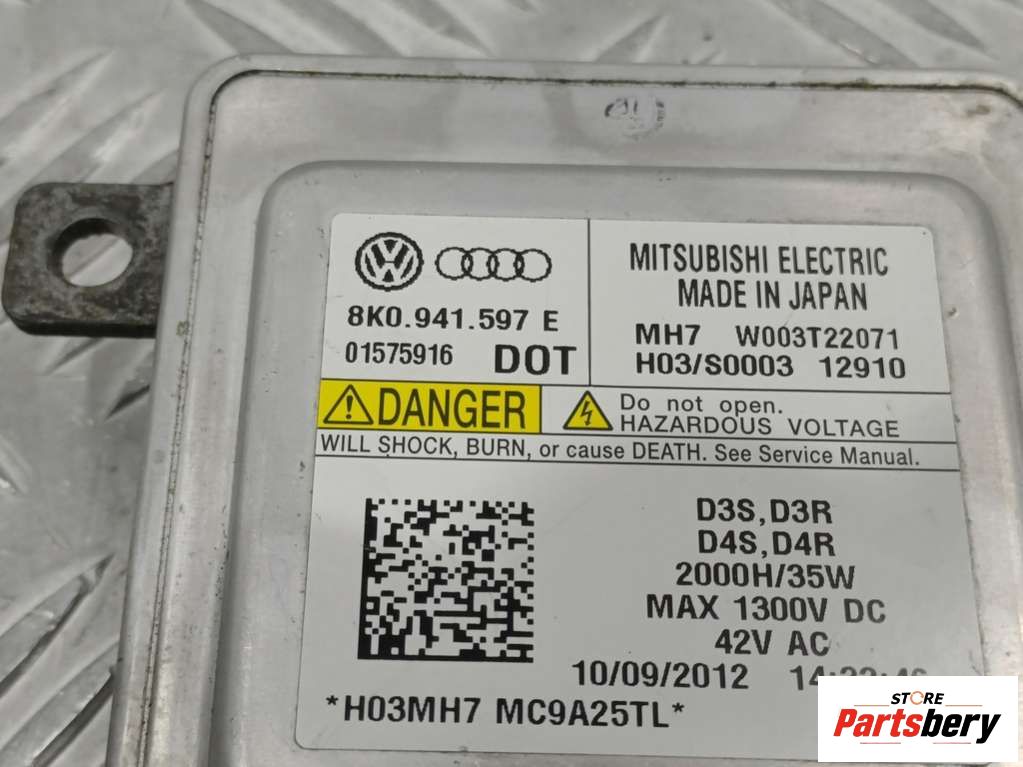 8K0.941.597 E
01575916 DOT
MITSUBISHI ELECTRIC
MADE IN JAPAN
MH7 W003T22071
H03/S0003 12910
DANGER
Do not open.
HAZARDOUS VOLTAGE
WILL SHOCK, BURN, or cause DEATH. See Service Manual.
D3S,D3R
D4S,D4R
2000H/35W
MAX 1300V DC
42V AC
10/09/2012
*H03MH7 MC9A25TL*
STORE
Partsbery